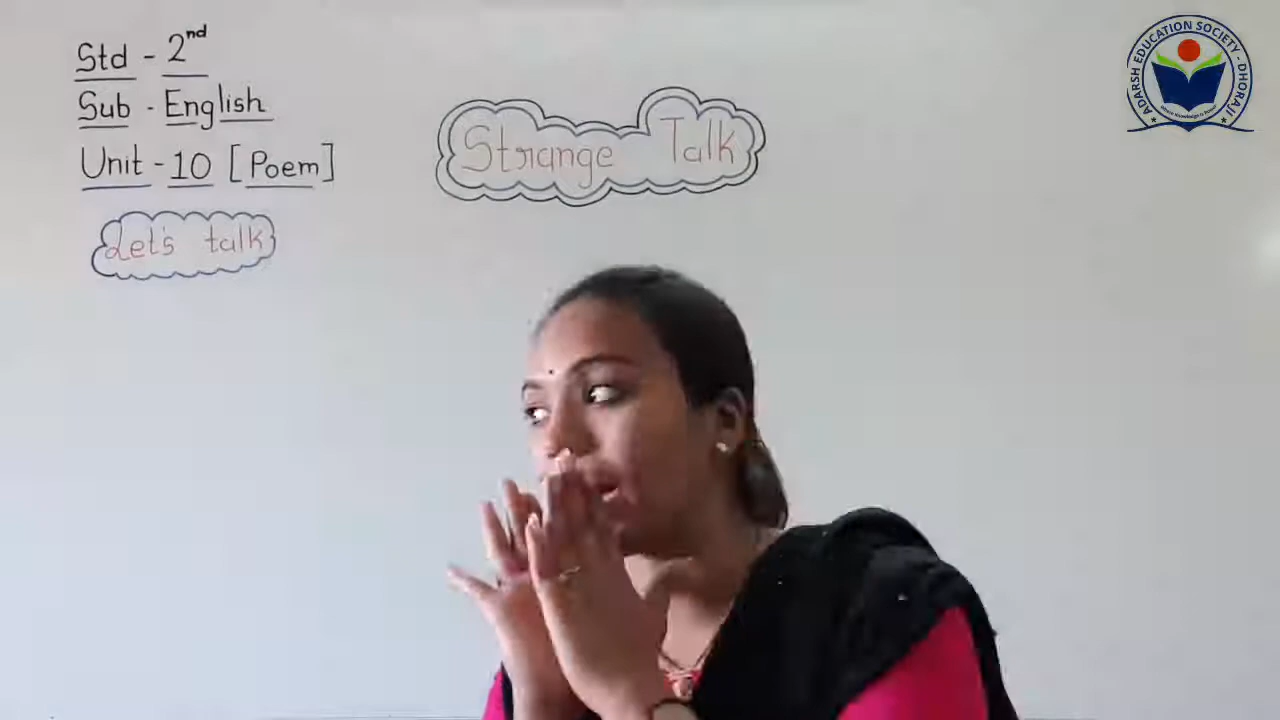 Std - 2nd
Sub - English
Unit - 10 [Poem]
Let's talk
Strange Talk
ADARSH EDUCATION SOCIETY - DHORAJI